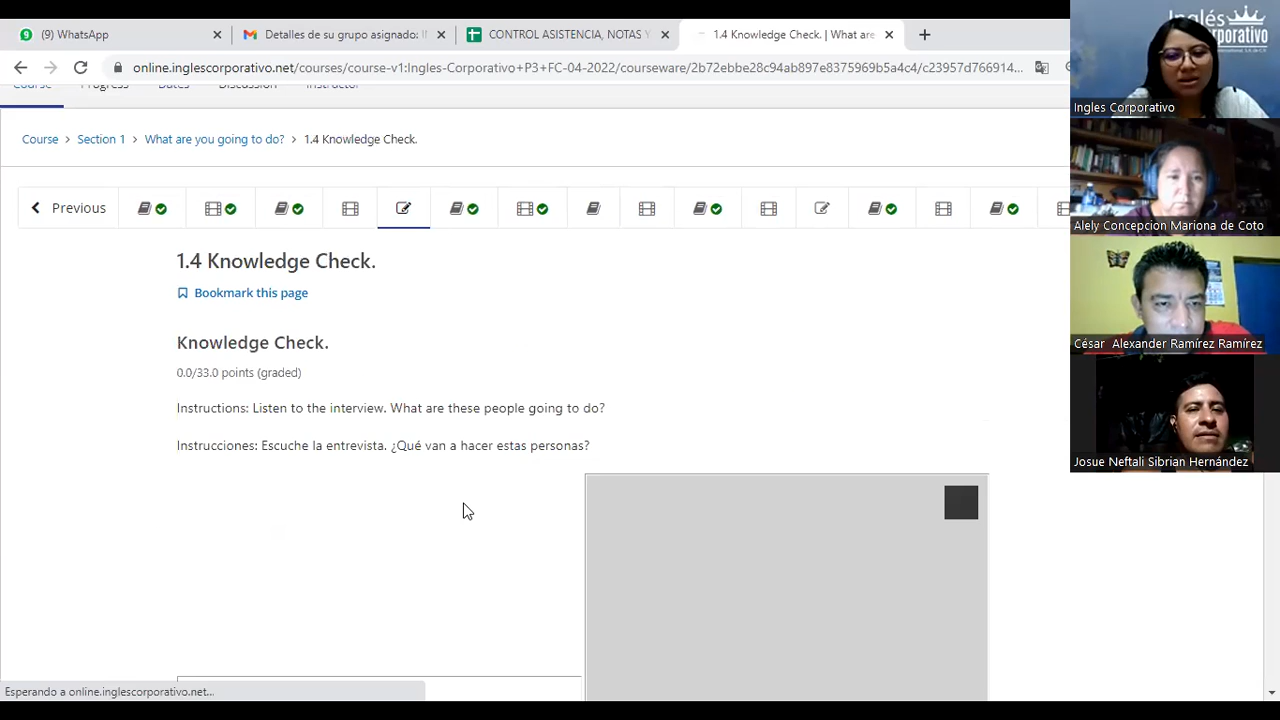 (9) WhatsApp
Detalles de su grupo asignado: II
CONTROL ASISTENCIA, NOTAS Y
1.4 Knowledge Check. | What are
online.inglescorporativo.net/courses/course-v1:Ingles-Corporativo+P3+FC-04-2022/courseware/2b72ebbe28c94ab897e8375969b5a4c4/c23957d766914...
Course Progress Dates Discussion Instructor
Course > Section 1 > What are you going to do? > 1.4 Knowledge Check.
Previous
1.4 Knowledge Check.
Bookmark this page
Knowledge Check.
0.0/33.0 points (graded)
Instructions: Listen to the interview. What are these people going to do?
Instrucciones: Escuche la entrevista. ¿Qué van a hacer estas personas?
Esperando a online.inglescorporativo.net...
Inglés
Corporativo
Ingles Corporativo
Alely Concepcion Mariona de Coto
César Alexander Ramírez Ramírez
Josue Neftali Sibrian Hernández